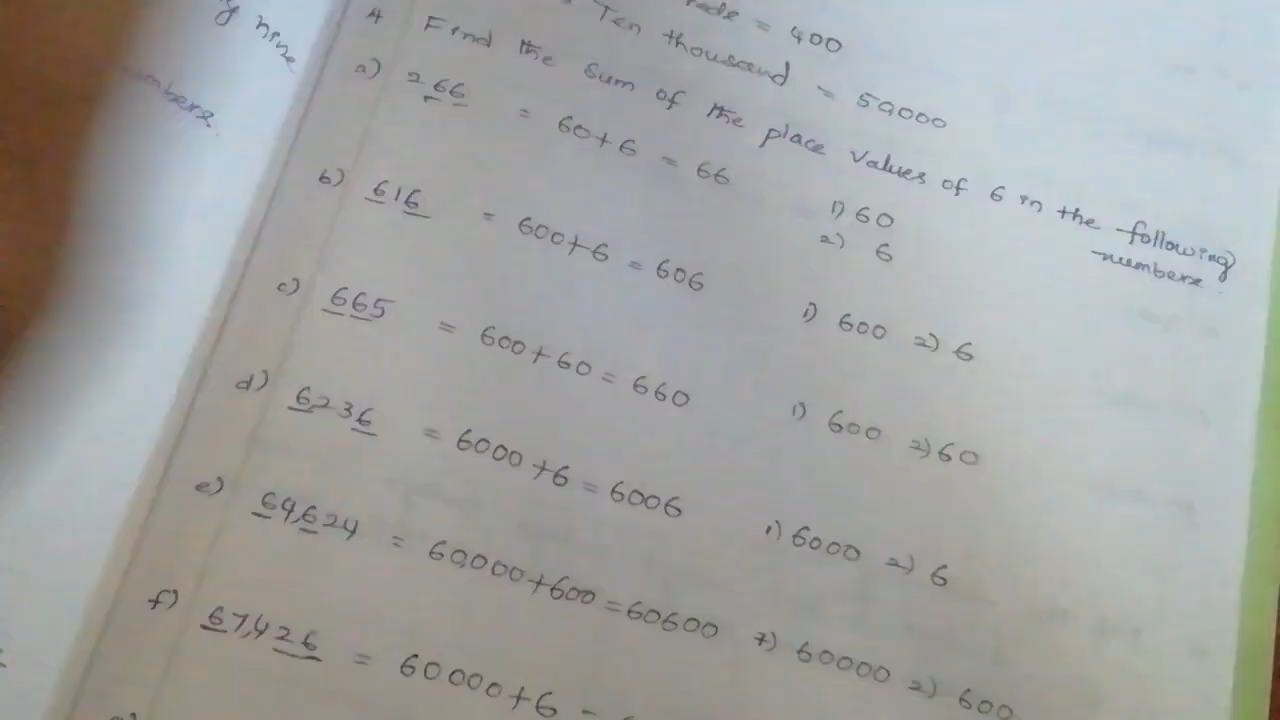 = 400
Ten thousand = 50000
4 Find the sum of the place values of 6 in the following numbers.
a) 266 = 60+6 = 66 1) 60
2) 6
b) 616 = 600+6 = 606 1) 600 2) 6
c) 665 = 600+60 = 660 1) 600 2) 60
d) 6236 = 6000+6 = 6006 1) 6000 2) 6
e) 64,624 = 60,000+600 = 60600 7) 60000 2) 600
f) 67,426 = 60000+6 =
nine